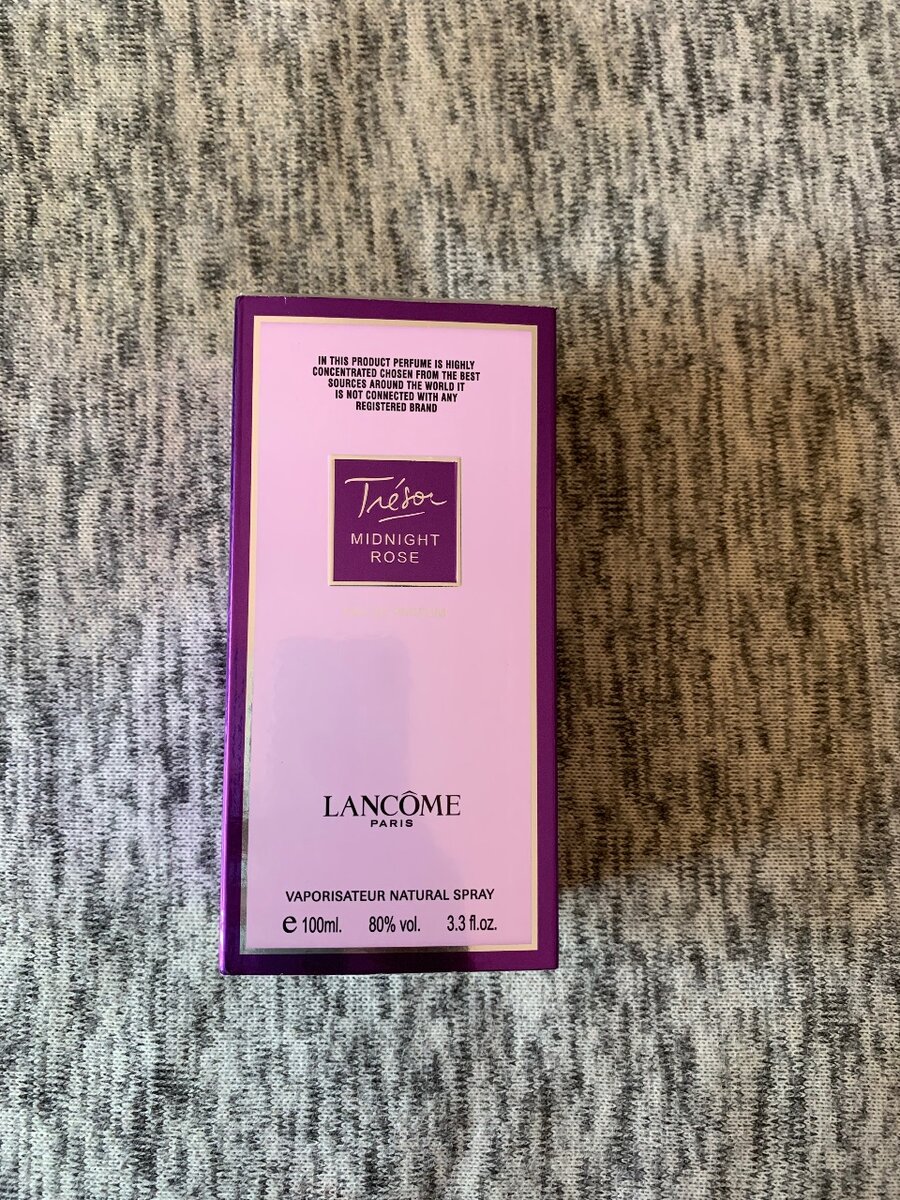 IN THIS PRODUCT PERFUME IS HIGHLY
CONCENTRATED CHOSEN FROM THE BEST
SOURCES AROUND THE WORLD IT
IS NOT CONNECTED WITH ANY
REGISTERED BRAND
Trésor
MIDNIGHT
ROSE
PARFUM
LANCÔME
PARIS
VAPORISATEUR NATURAL SPRAY
e 100ml. 80% vol. 3.3 fl.oz.